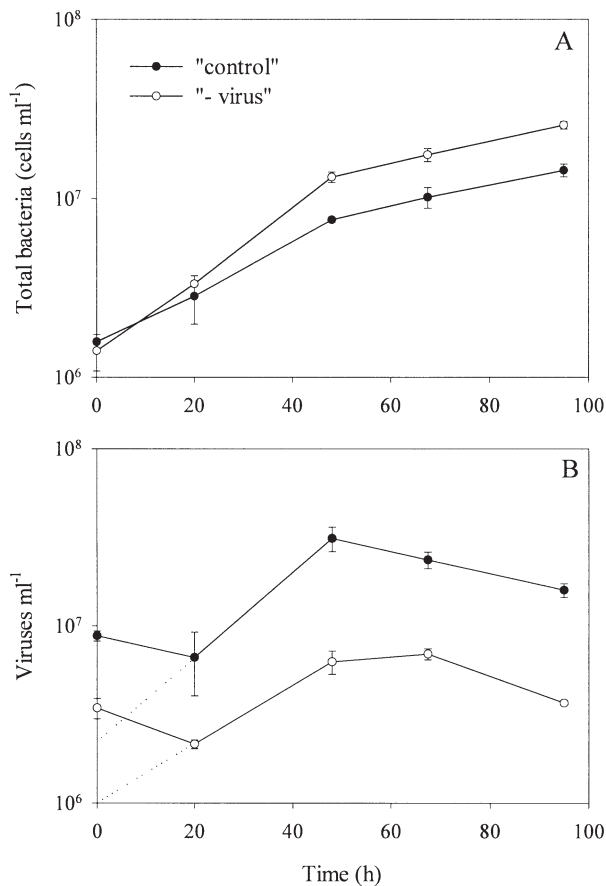 10⁸
A
"control"
"- virus"
Total bacteria (cells ml⁻¹)
10⁷
10⁶
0 20 40 60 80 100
10⁸
B
Viruses ml⁻¹
10⁷
10⁶
0 20 40 60 80 100
Time (h)